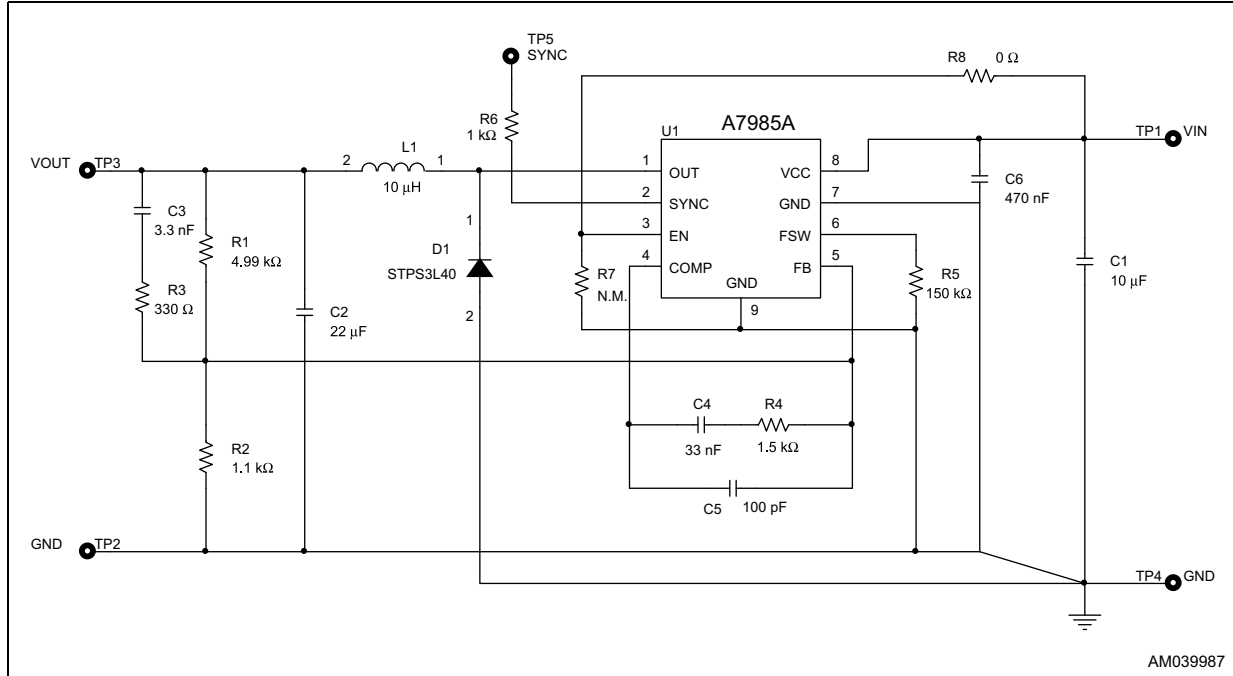 TP5
SYNC
R8 0 Ω
R6
1 kΩ
U1
A7985A
TP1 VIN
VOUT TP3
2 L1 1
10 μH
1 OUT VCC 8
2 SYNC GND 7
3 EN FSW 6
4 COMP FB 5
GND
9
C6
470 nF
C3
3.3 nF
R1
4.99 kΩ
1
D1
STPS3L40
2
R7
N.M.
R5
150 kΩ
C1
10 μF
R3
330 Ω
C2
22 μF
C4 R4
33 nF 1.5 kΩ
R2
1.1 kΩ
C5 100 pF
GND TP2
TP4 GND
AM039987